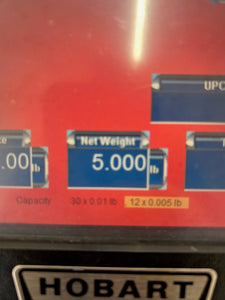 UPC
Net Weight
.00 lb
5.000 lb
Capacity 30 x 0.01 lb 12 x 0.005 lb
HOBART